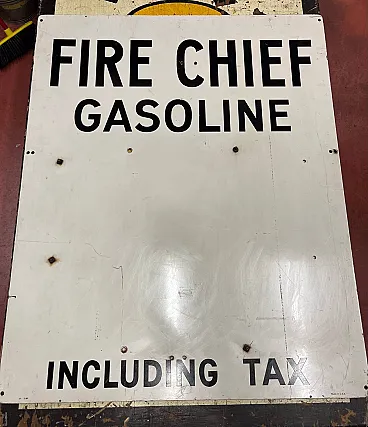 FIRE CHIEF
GASOLINE
INCLUDING TAX